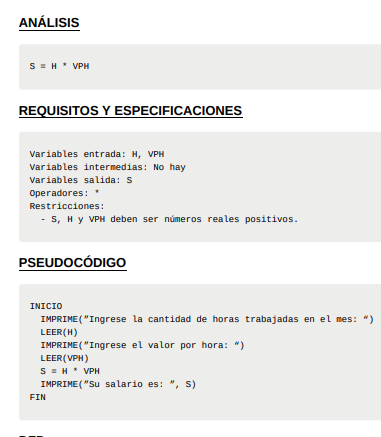 ANÁLISIS
S = H * VPH
REQUISITOS Y ESPECIFICACIONES
Variables entrada: H, VPH
Variables intermedias: No hay
Variables salida: S
Operadores: *
Restricciones:
- S, H y VPH deben ser números reales positivos.
PSEUDOCÓDIGO
INICIO
IMPRIME(”Ingrese la cantidad de horas trabajadas en el mes: “)
LEER(H)
IMPRIME(”Ingrese el valor por hora: “)
LEER(VPH)
S = H * VPH
IMPRIME(”Su salario es: ”, S)
FIN